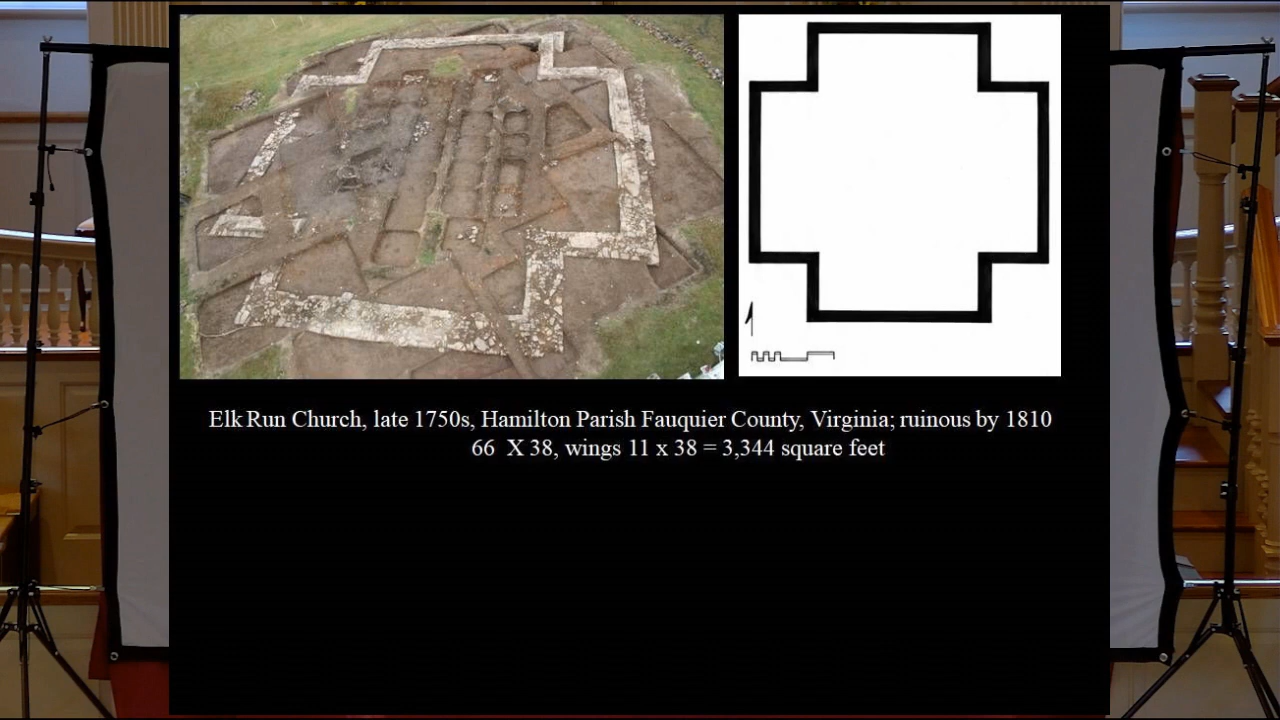 Elk Run Church, late 1750s, Hamilton Parish Fauquier County, Virginia; ruinous by 1810
66 X 38, wings 11 x 38 = 3,344 square feet